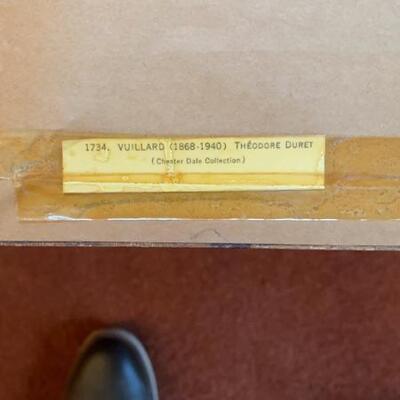 1734. VUILLARD (1868-1940) THÉODORE DURET
(Chester Dale Collection)